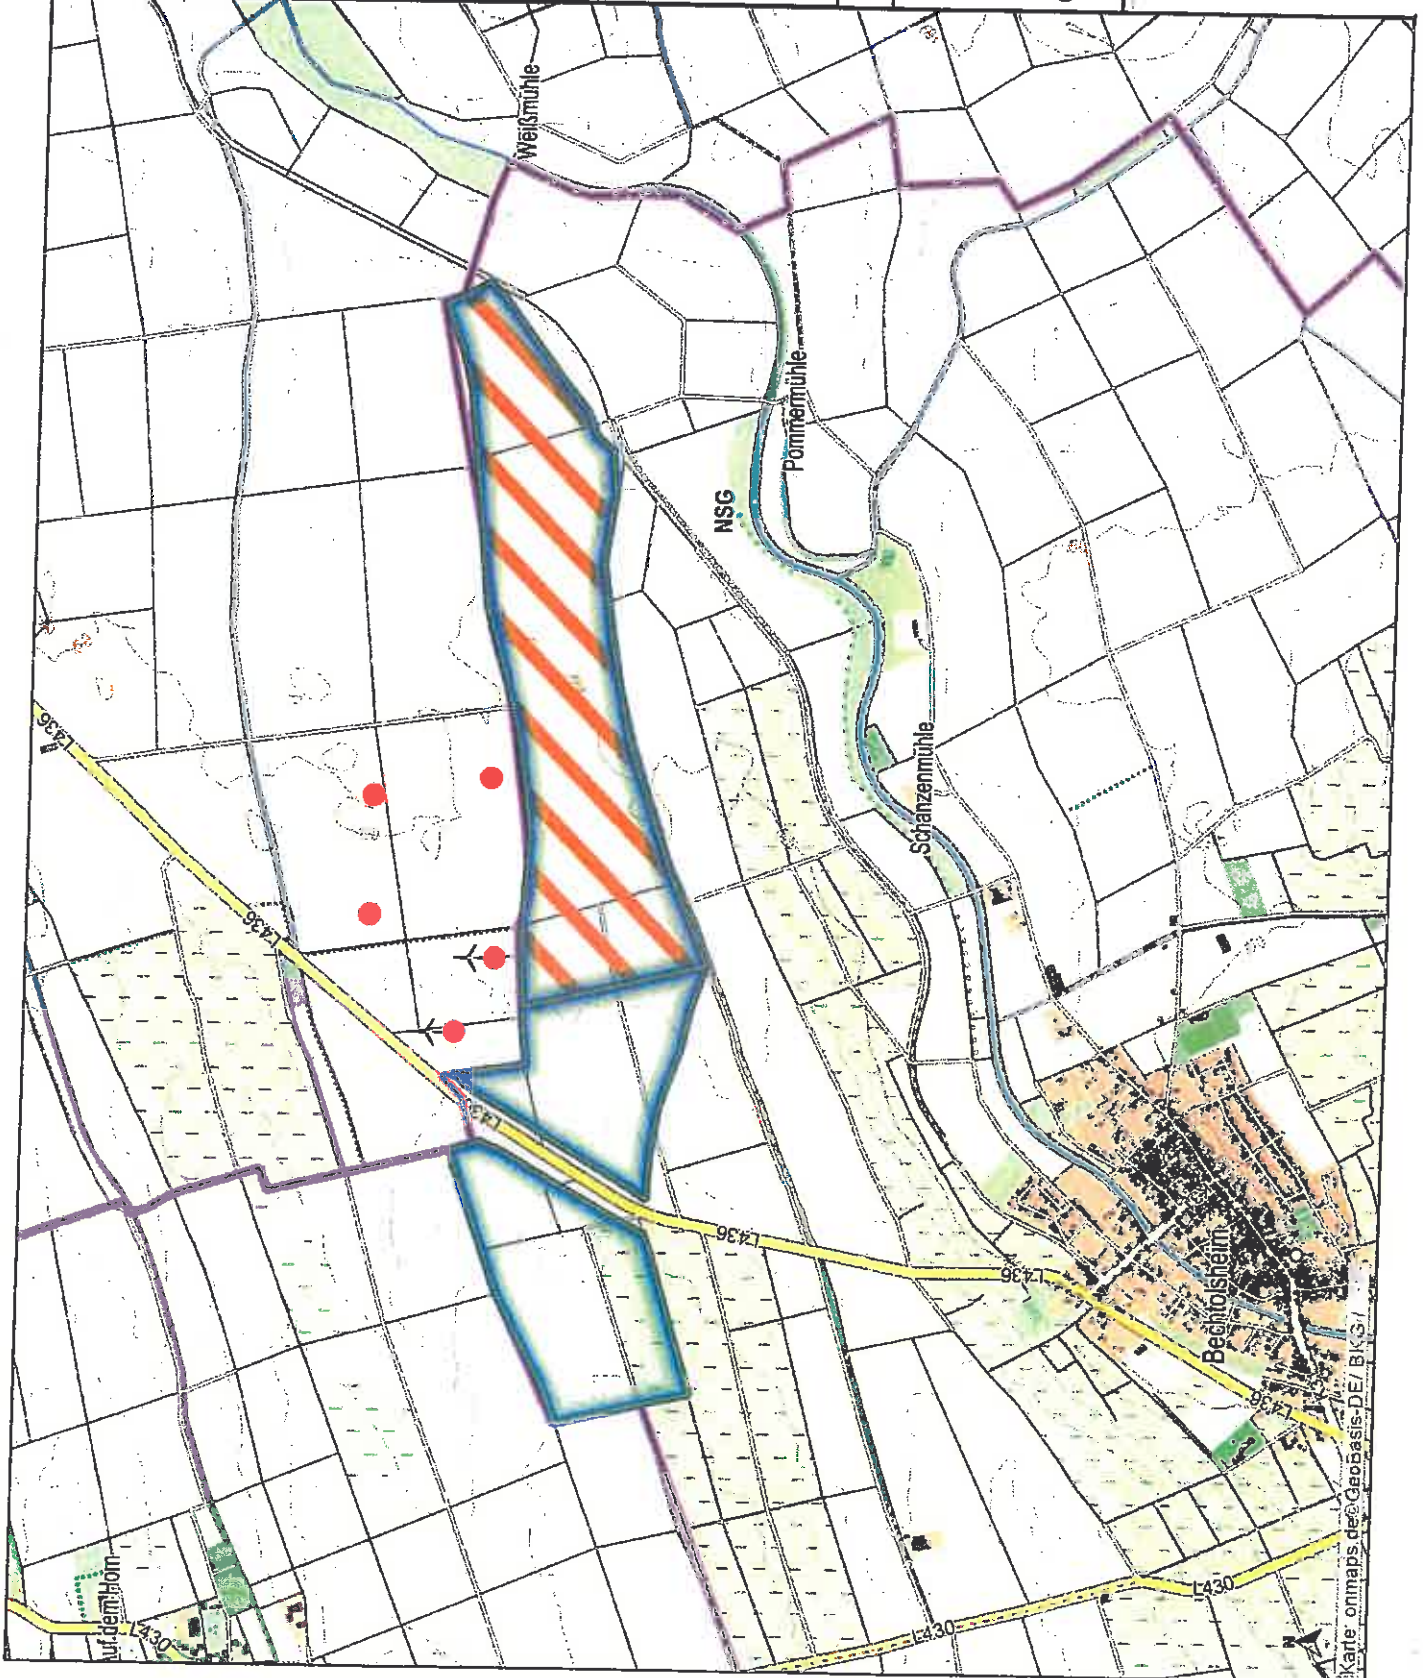 Weißmühle
Pommermühle
NSG
L436
L436
Schanzenmühle
L43
L436
L436
Bechtolsheim
L436
Auf dem Horn
L430
L430
L430
N
Karte onmaps.de©GeoBasis-DE/ BKG/